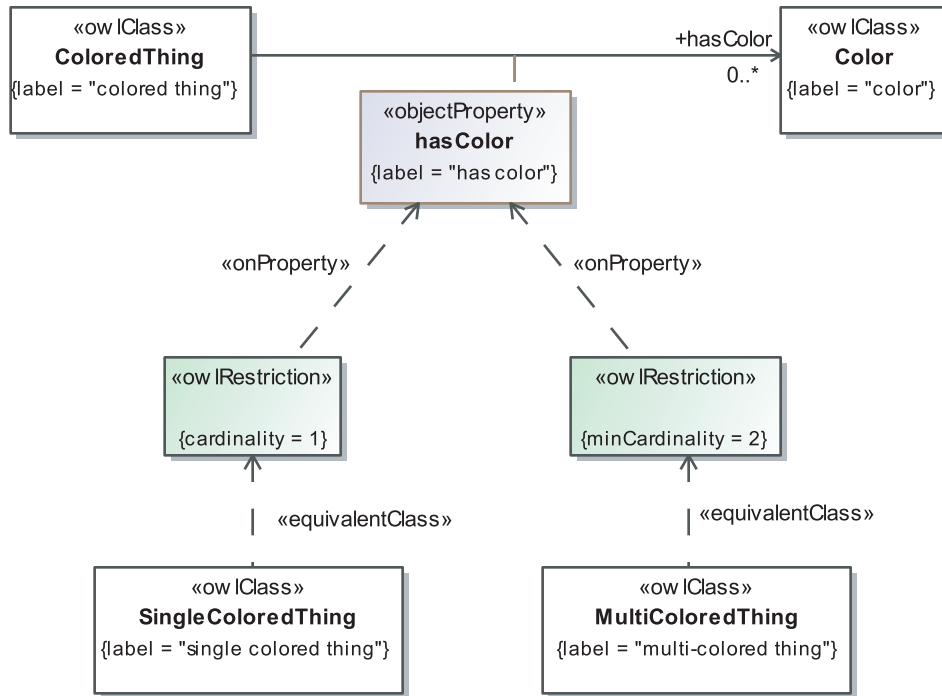 «owlClass»
ColoredThing
{label = "colored thing"}
+hasColor
0..*
«owlClass»
Color
{label = "color"}
«objectProperty»
hasColor
{label = "has color"}
«onProperty»
«onProperty»
«owlRestriction»
{cardinality = 1}
«owlRestriction»
{minCardinality = 2}
«equivalentClass»
«equivalentClass»
«owlClass»
SingleColoredThing
{label = "single colored thing"}
«owlClass»
MultiColoredThing
{label = "multi-colored thing"}